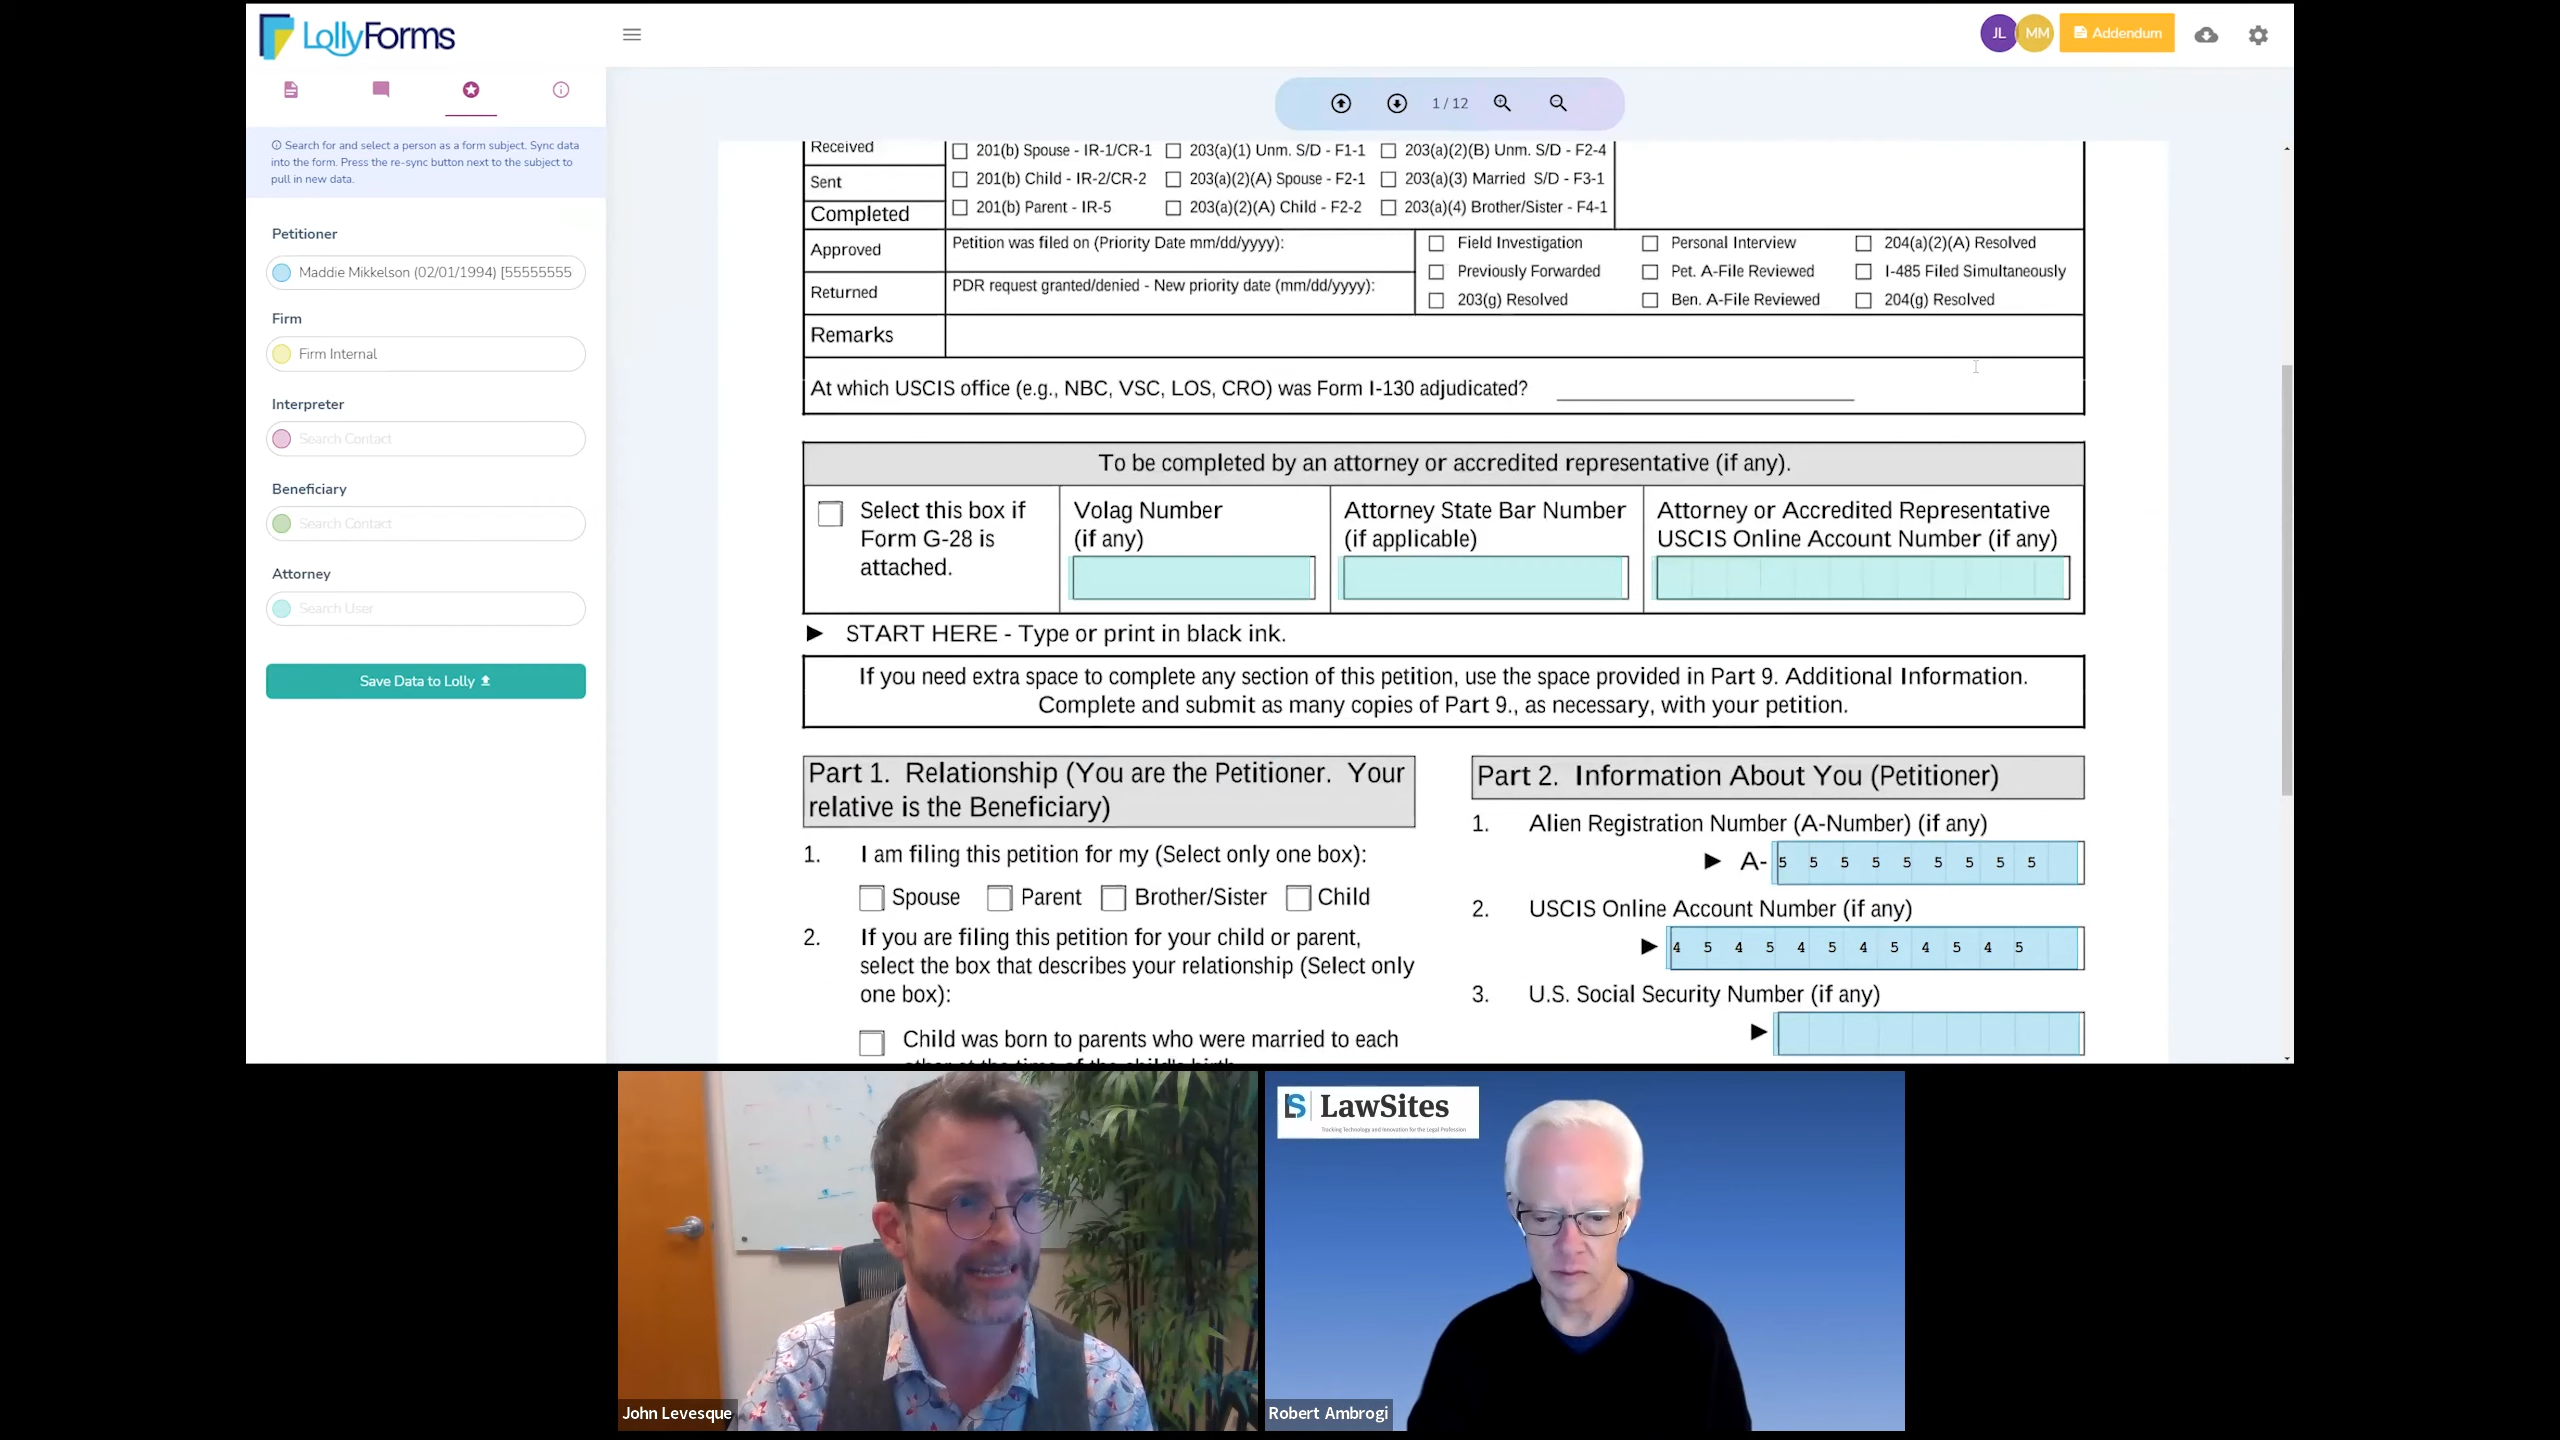 LollyForms
JL
MM
Addendum
1 / 12
Search for and select a person as a form subject. Sync data
into the form. Press the re-sync button next to the subject to
pull in new data.
Petitioner
Maddie Mikkelson (02/01/1994) [55555555
Firm
Firm Internal
Interpreter
Search Contact
Beneficiary
Search Contact
Attorney
Search User
Save Data to Lolly
Received
201(b) Spouse - IR-1/CR-1
203(a)(1) Unm. S/D - F1-1
203(a)(2)(B) Unm. S/D - F2-4
Sent
201(b) Child - IR-2/CR-2
203(a)(2)(A) Spouse - F2-1
203(a)(3) Married S/D - F3-1
Completed
201(b) Parent - IR-5
203(a)(2)(A) Child - F2-2
203(a)(4) Brother/Sister - F4-1
Approved
Petition was filed on (Priority Date mm/dd/yyyy):
Field Investigation
Personal Interview
204(a)(2)(A) Resolved
Previously Forwarded
Pet. A-File Reviewed
I-485 Filed Simultaneously
Returned
PDR request granted/denied - New priority date (mm/dd/yyyy):
203(g) Resolved
Ben. A-File Reviewed
204(g) Resolved
Remarks
At which USCIS office (e.g., NBC, VSC, LOS, CRO) was Form I-130 adjudicated?
To be completed by an attorney or accredited representative (if any).
Select this box if
Form G-28 is
attached.
Volag Number
(if any)
Attorney State Bar Number
(if applicable)
Attorney or Accredited Representative
USCIS Online Account Number (if any)
► START HERE - Type or print in black ink.
If you need extra space to complete any section of this petition, use the space provided in Part 9. Additional Information.
Complete and submit as many copies of Part 9., as necessary, with your petition.
Part 1. Relationship (You are the Petitioner. Your
relative is the Beneficiary)
1. I am filing this petition for my (Select only one box):
Spouse Parent Brother/Sister Child
2. If you are filing this petition for your child or parent,
select the box that describes your relationship (Select only
one box):
Child was born to parents who were married to each
other at the time of the child's birth
Part 2. Information About You (Petitioner)
1. Alien Registration Number (A-Number) (if any)
► A- 5 5 5 5 5 5 5 5 5
2. USCIS Online Account Number (if any)
► 4 5 4 5 4 5 4 5 4 5 4 5
3. U.S. Social Security Number (if any)
►
John Levesque
LS LawSites
Tracking Technology and Innovation for the Legal Profession
Robert Ambrogi